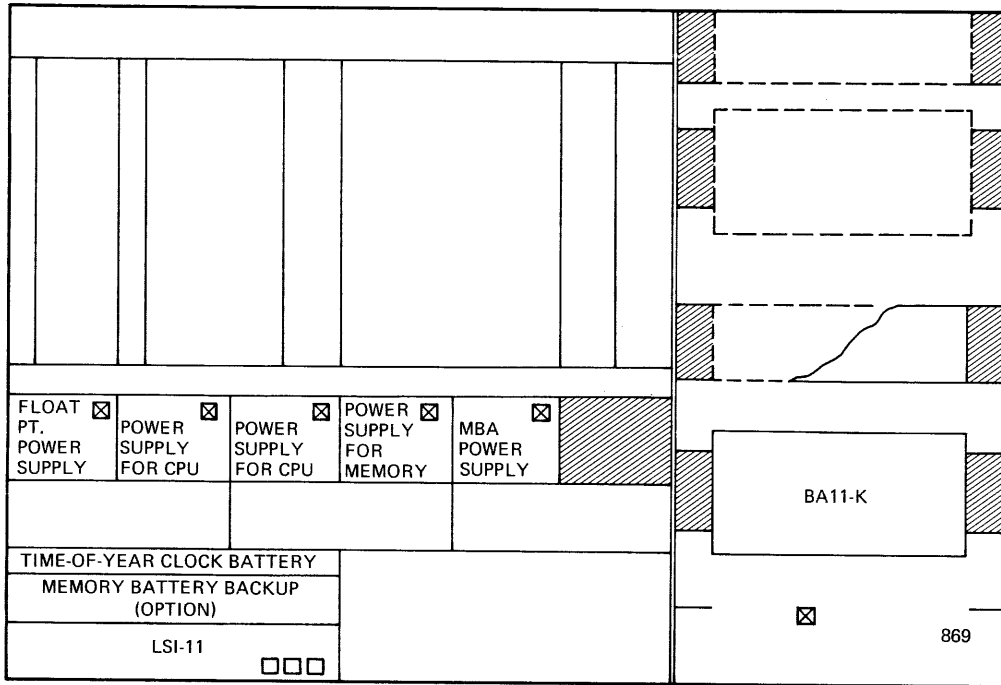 FLOAT
PT.
POWER
SUPPLY
POWER
SUPPLY
FOR CPU
POWER
SUPPLY
FOR CPU
POWER
SUPPLY
FOR
MEMORY
MBA
POWER
SUPPLY
BA11-K
TIME-OF-YEAR CLOCK BATTERY
MEMORY BATTERY BACKUP
(OPTION)
LSI-11
869